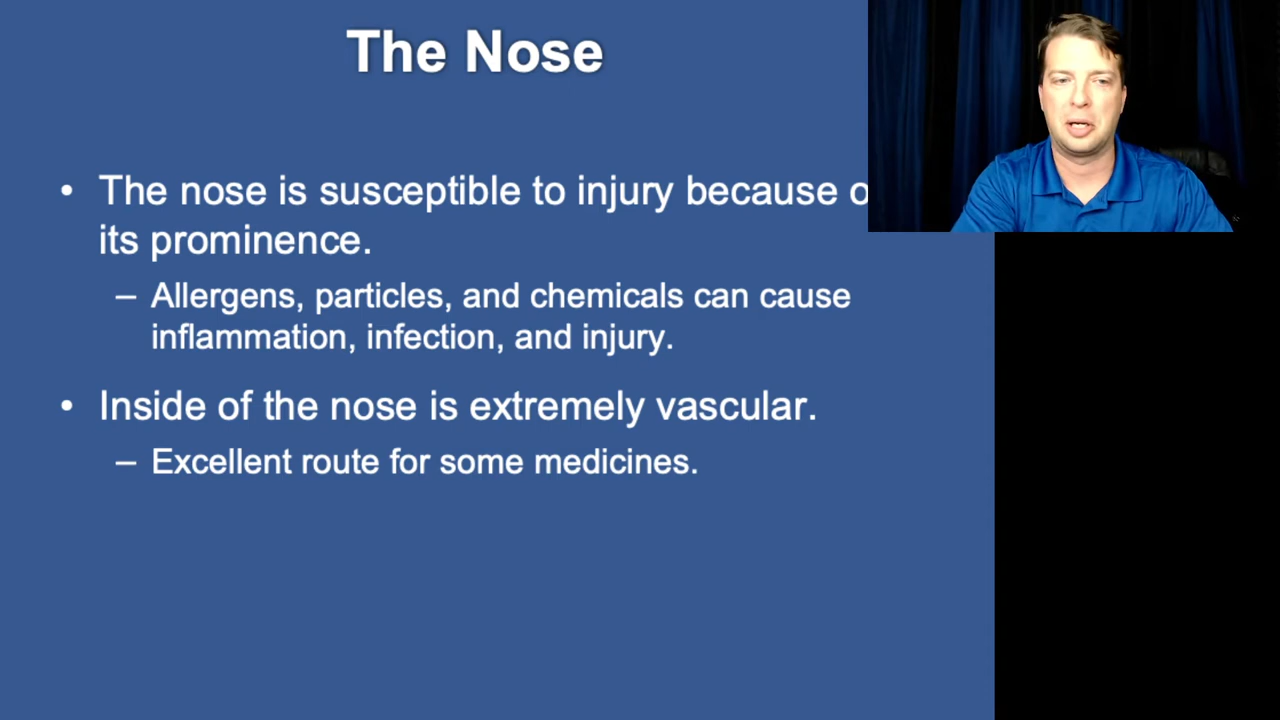 The Nose
• The nose is susceptible to injury because
its prominence.
– Allergens, particles, and chemicals can cause
inflammation, infection, and injury.
• Inside of the nose is extremely vascular.
– Excellent route for some medicines.